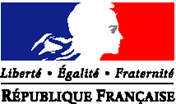 Liberté • Égalité • Fraternité
RÉPUBLIQUE FRANÇAISE